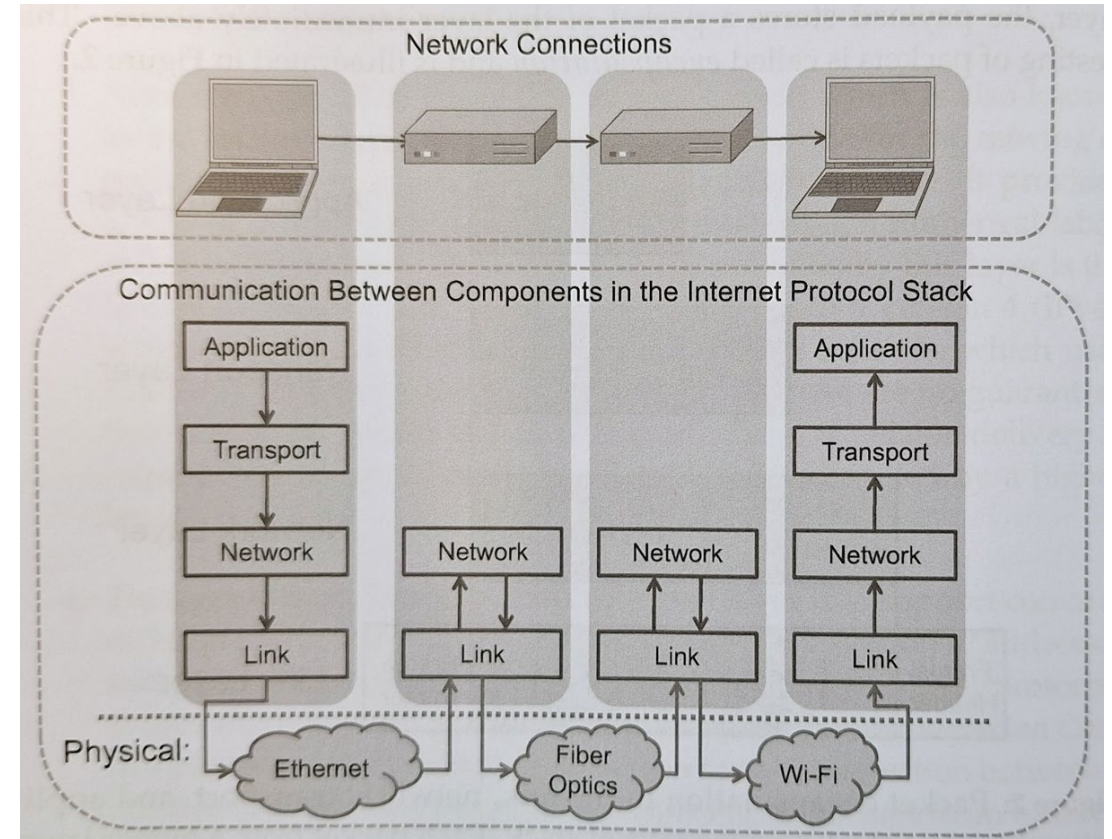 Network Connections
Communication Between Components in the Internet Protocol Stack
Application
Application
Transport
Transport
Network
Network
Network
Network
Link
Link
Link
Link
Physical:
Ethernet
Fiber
Optics
Wi-Fi